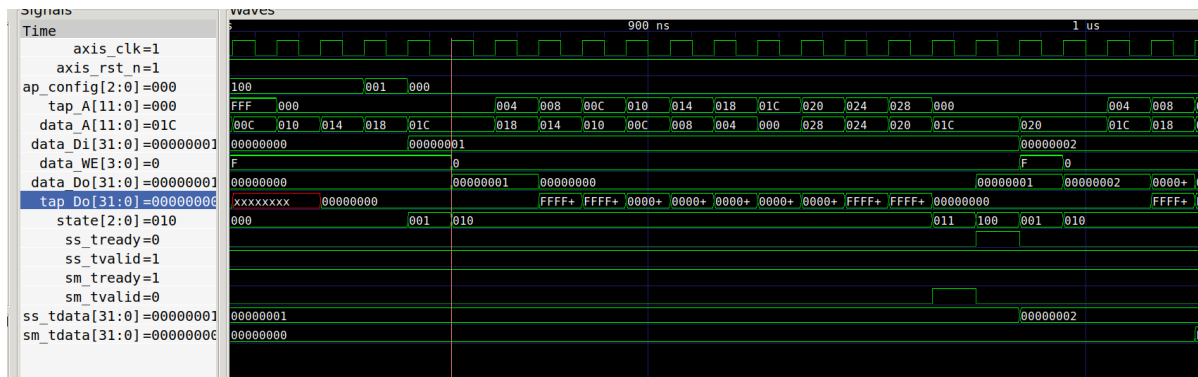 Signals Waves
Time 900 ns 1 us
axis_clk=1
axis_rst_n=1
ap_config[2:0]=000 100 001 000
tap_A[11:0]=000 FFF 000 004 008 00C 010 014 018 01C 020 024 028 000 004 008
data_A[11:0]=01C 00C 010 014 018 01C 018 014 010 00C 008 004 000 028 024 020 01C 020 01C 018
data_Di[31:0]=00000001 00000000 00000001 00000002
data_WE[3:0]=0 F 0 F 0
data_Do[31:0]=00000001 00000000 00000001 00000000 00000001 00000002 0000+
tap_Do[31:0]=00000000 xxxxxxxx 00000000 FFFF+ FFFF+ 0000+ 0000+ 0000+ 0000+ 0000+ FFFF+ FFFF+ 00000000 FFFF+
state[2:0]=010 000 001 010 011 100 001 010
ss_tready=0
ss_tvalid=1
sm_tready=1
sm_tvalid=0
ss_tdata[31:0]=00000001 00000001 00000002
sm_tdata[31:0]=00000000 00000000